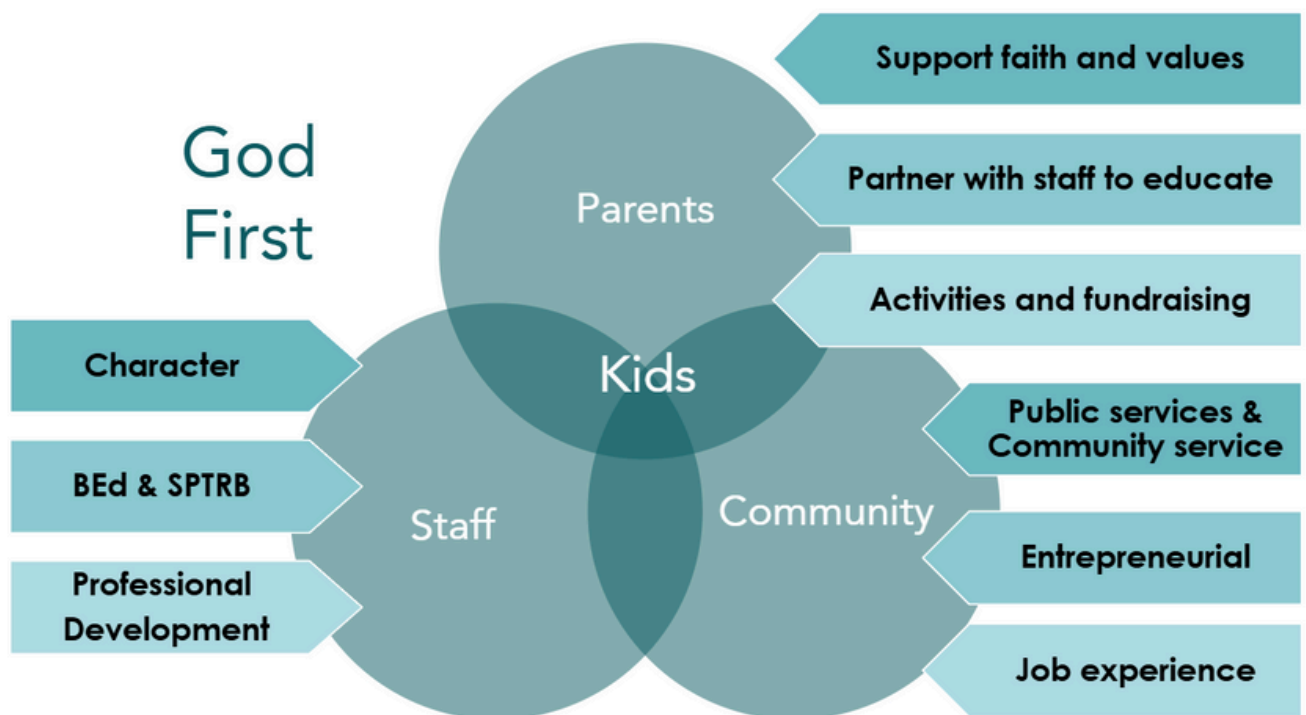 God
First
Parents
Kids
Staff
Community
Support faith and values
Partner with staff to educate
Activities and fundraising
Character
BEd & SPTRB
Professional
Development
Public services &
Community service
Entrepreneurial
Job experience